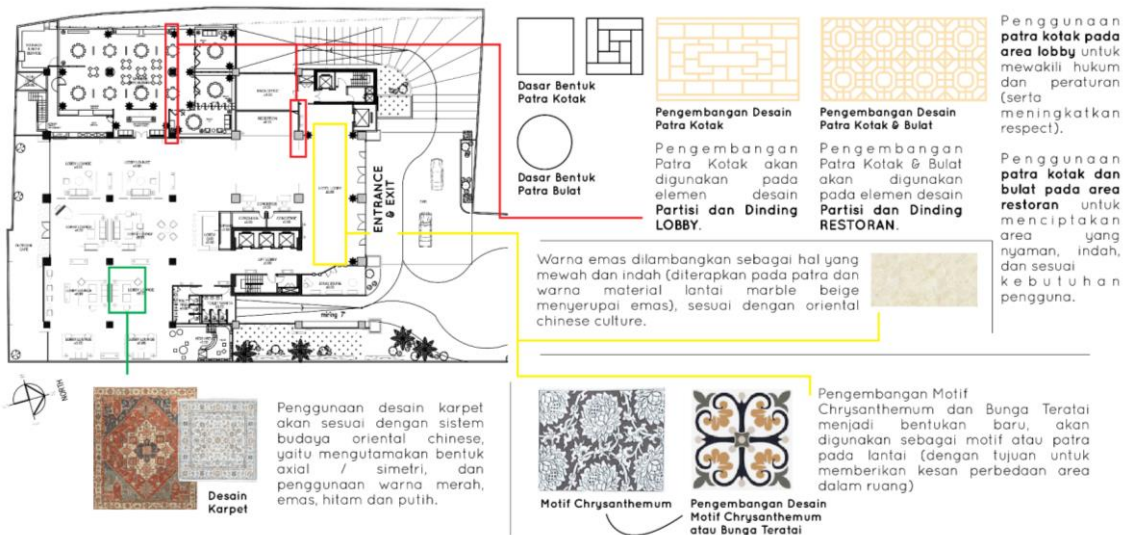 ENTRANCE
& EXIT
miring 7°
NORTH
Dasar Bentuk
Patra Kotak
Dasar Bentuk
Patra Bulat
Pengembangan Desain
Patra Kotak
Pengembangan
Patra Kotak akan
digunakan pada
elemen desain
Partisi dan Dinding
LOBBY.
Pengembangan Desain
Patra Kotak & Bulat
Pengembangan
Patra Kotak & Bulat
akan digunakan
pada elemen desain
Partisi dan Dinding
RESTORAN.
Penggunaan
patra kotak pada
area lobby untuk
mewakili hukum
dan peraturan
(serta
meningkatkan
respect).
Penggunaan
patra kotak dan
bulat pada area
restoran untuk
menciptakan
area yang
nyaman, indah,
dan sesuai
kebutuhan
pengguna.
Warna emas dilambangkan sebagai hal yang
mewah dan indah (diterapkan pada patra dan
warna material lantai marble beige
menyerupai emas), sesuai dengan oriental
chinese culture.
Desain
Karpet
Penggunaan desain karpet
akan sesuai dengan sistem
budaya oriental chinese,
yaitu mengutamakan bentuk
axial / simetri, dan
penggunaan warna merah,
emas, hitam dan putih.
Motif Chrysanthemum
Pengembangan Desain
Motif Chrysanthemum
atau Bunga Teratai
Pengembangan Motif
Chrysanthemum dan Bunga Teratai
menjadi bentukan baru, akan
digunakan sebagai motif atau patra
pada lantai (dengan tujuan untuk
memberikan kesan perbedaan area
dalam ruang)